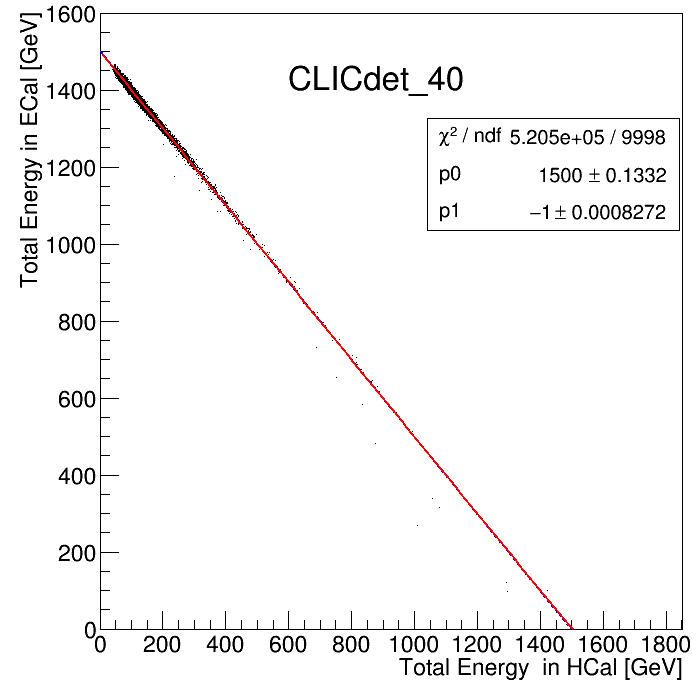 CLICdet_40
χ² / ndf 5.205e+05 / 9998
p0 1500 ± 0.1332
p1 −1 ± 0.0008272
Total Energy in ECal [GeV]
1600
1400
1200
1000
800
600
400
200
0
0 200 400 600 800 1000 1200 1400 1600 1800
Total Energy in HCal [GeV]